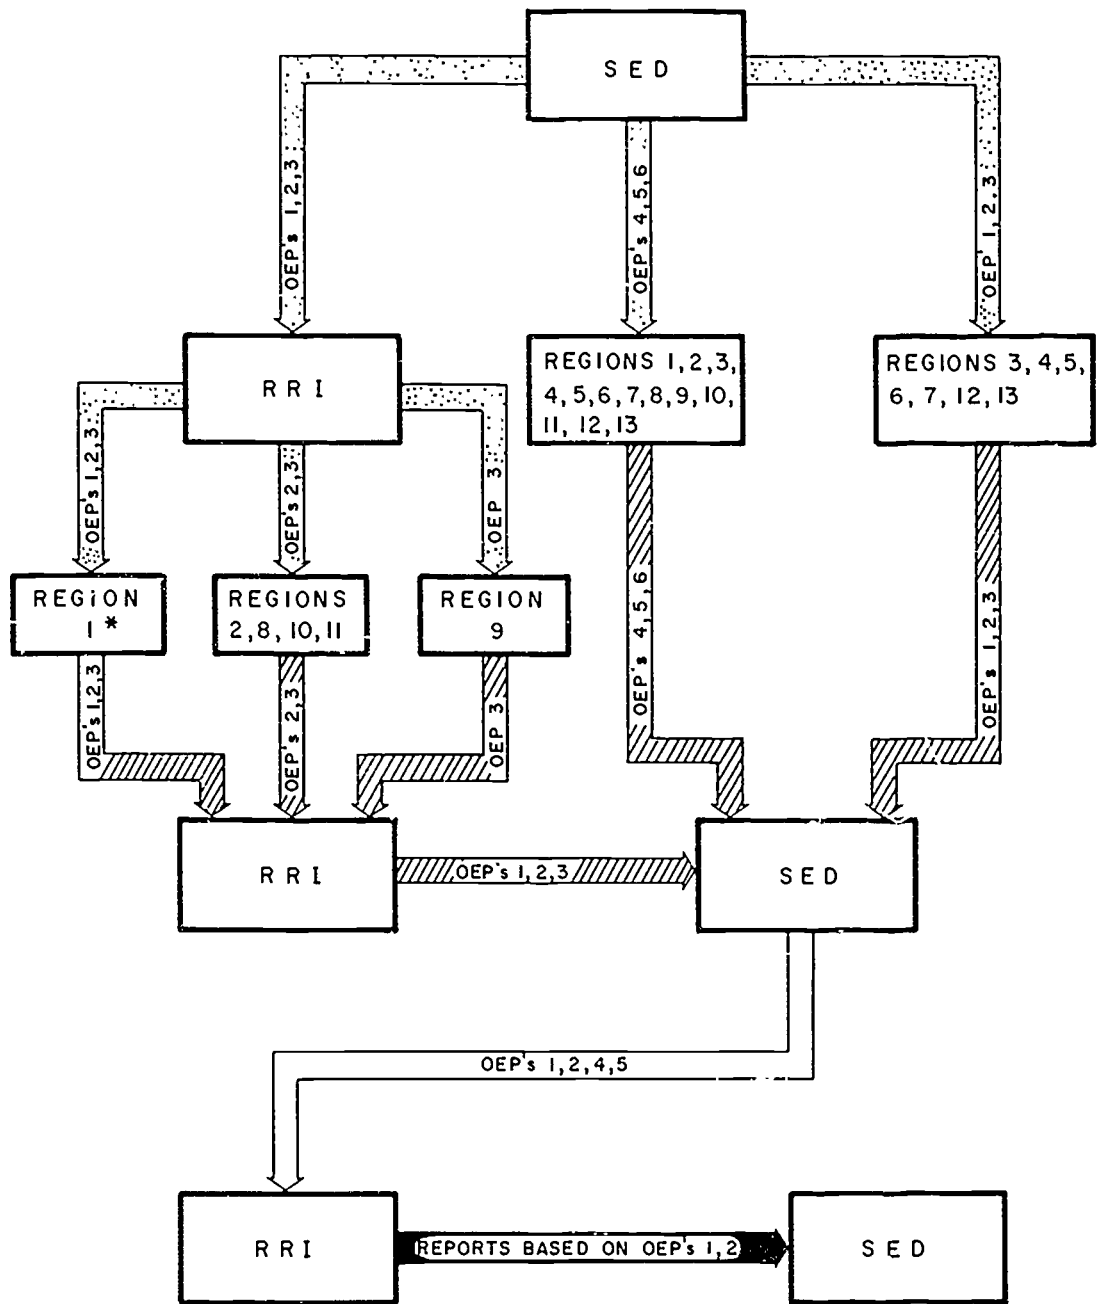 SED
OEP's 1,2,3
OEP's 4,5,6
OEP' 1,2,3
RRI
REGIONS 1,2,3,
4,5,6,7,8,9,10,
11, 12,13
REGIONS 3,4,5,
6, 7, 12, 13
OEP's 1,2,3
OEP's 2,3
OEP 3
REGION
1 *
REGIONS
2,8,10,11
REGION
9
OEP's 1,2,3
OEP's 2,3
OEP 3
OEP's 4,5,6
OEP's 1,2,3
RRI
OEP's 1,2,3
SED
OEP's 1,2,4,5
RRI
REPORTS BASED ON OEP's 1,2
SED